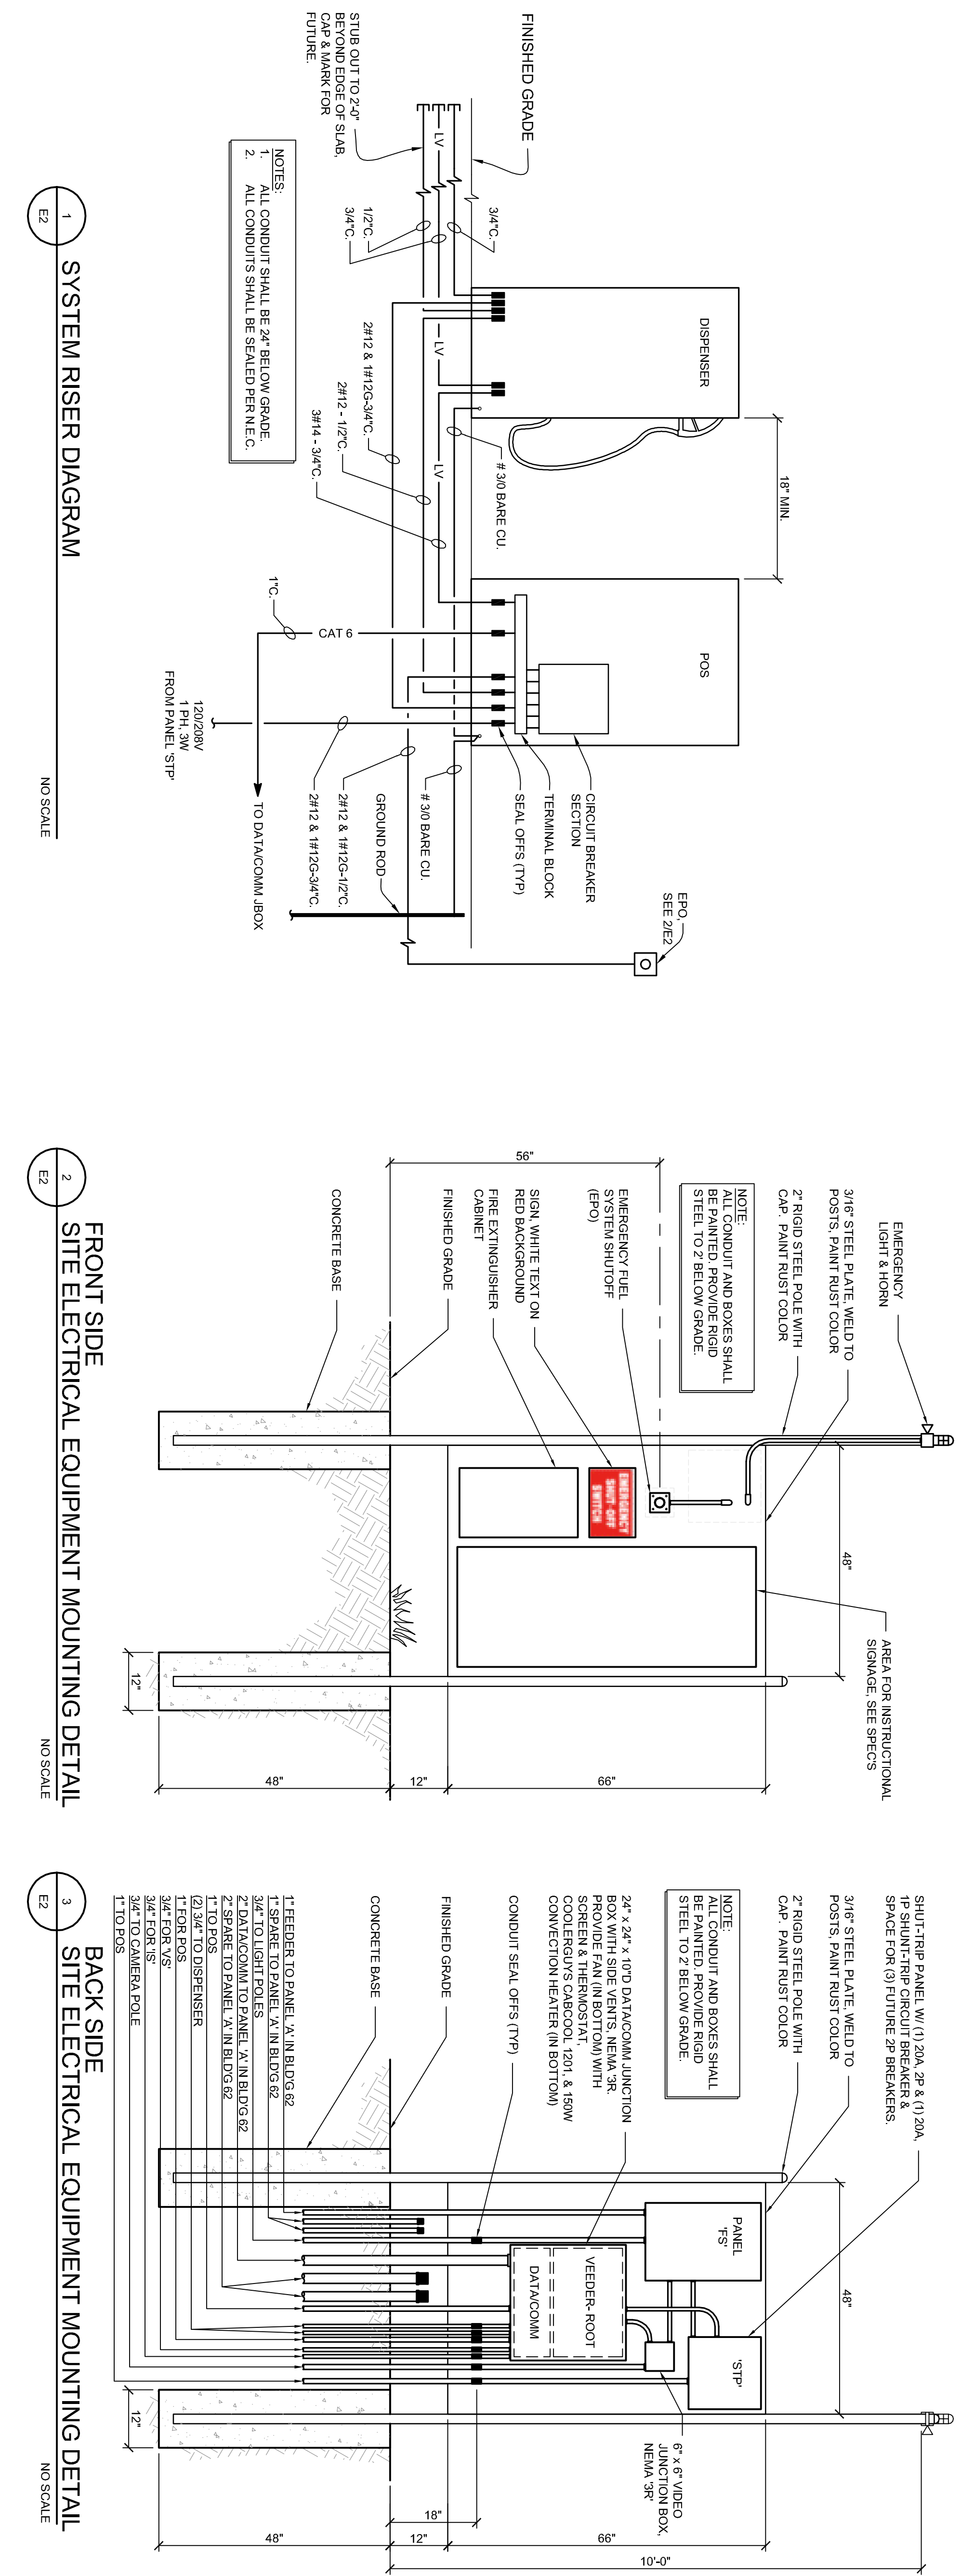 FINISHED GRADE
STUB OUT TO 2'-0"
BEYOND EDGE OF SLAB,
CAP & MARK FOR
FUTURE.
LV
3/4"C.
1/2"C.
3/4"C.
DISPENSER
18" MIN.
POS
LV
LV
# 3/0 BARE CU.
2#12 & 1#12G-3/4"C.
2#12 - 1/2"C.
3#14 - 3/4"C.
1"C.
CAT 6
120/208V
1 PH, 3W
FROM PANEL 'STP'
CIRCUIT BREAKER
SECTION
TERMINAL BLOCK
SEAL OFFS (TYP)
EPO,
SEE 2/E2
# 3/0 BARE CU.
GROUND ROD
2#12 & 1#12G-1/2"C.
2#12 & 1#12G-3/4"C.
TO DATA/COMM JBOX
NOTES:
1. ALL CONDUIT SHALL BE 24" BELOW GRADE.
2. ALL CONDUITS SHALL BE SEALED PER N.E.C.
1
E2
SYSTEM RISER DIAGRAM
NO SCALE
EMERGENCY
LIGHT & HORN
3/16" STEEL PLATE, WELD TO
POSTS, PAINT RUST COLOR
2" RIGID STEEL POLE WITH
CAP. PAINT RUST COLOR
NOTE:
ALL CONDUIT AND BOXES SHALL
BE PAINTED. PROVIDE RIGID
STEEL TO 2' BELOW GRADE.
EMERGENCY FUEL
SYSTEM SHUTOFF
(EPO)
SIGN, WHITE TEXT ON
RED BACKGROUND
FIRE EXTINGUISHER
CABINET
FINISHED GRADE
CONCRETE BASE
56"
48"
AREA FOR INSTRUCTIONAL
SIGNAGE, SEE SPEC'S
EMERGENCY
SHUT-OFF
SWITCH
12"
66"
12"
48"
2
E2
FRONT SIDE
SITE ELECTRICAL EQUIPMENT MOUNTING DETAIL
NO SCALE
SHUT-TRIP PANEL W/ (1) 20A, 2P & (1) 20A,
1P SHUNT-TRIP CIRCUIT BREAKER &
SPACE FOR (3) FUTURE 2P BREAKERS.
3/16" STEEL PLATE, WELD TO
POSTS, PAINT RUST COLOR
2" RIGID STEEL POLE WITH
CAP. PAINT RUST COLOR
NOTE:
ALL CONDUIT AND BOXES SHALL
BE PAINTED. PROVIDE RIGID
STEEL TO 2' BELOW GRADE.
24" x 24" x 10"D DATA/COMM JUNCTION
BOX WITH SIDE VENTS, NEMA '3R.
PROVIDE FAN (IN BOTTOM) WITH
SCREEN & THERMOSTAT,
COOLERGUYS CABCOOL 1201, & 150W
CONVECTION HEATER (IN BOTTOM)
CONDUIT SEAL OFFS (TYP)
FINISHED GRADE
CONCRETE BASE
1" FEEDER TO PANEL 'A' IN BLD'G 62
1" SPARE TO PANEL 'A' IN BLD'G 62
3/4" TO LIGHT POLES
2" DATA/COMM TO PANEL 'A' IN BLD'G 62
2" SPARE TO PANEL 'A' IN BLD'G 62
1" TO POS
(2) 3/4" TO DISPENSER
1" FOR POS
3/4" FOR 'VS'
3/4" FOR 'IS'
3/4" TO CAMERA POLE
1" TO POS
48"
PANEL
'FS'
'STP'
VEEDER- ROOT
DATA/COMM
6" x 6" VIDEO
JUNCTION BOX,
NEMA '3R'
12"
18"
66"
12"
48"
10'-0"
3
E2
BACK SIDE
SITE ELECTRICAL EQUIPMENT MOUNTING DETAIL
NO SCALE